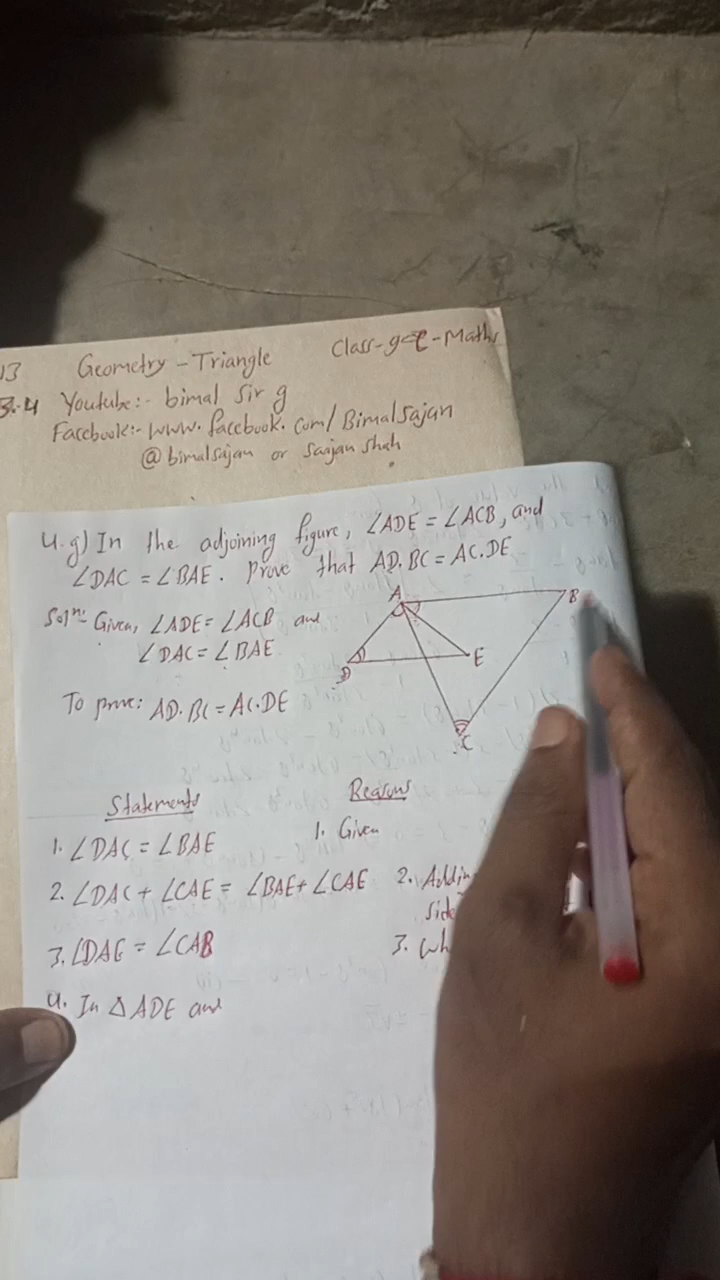 13 Geometry - Triangle Class-9 - Maths
3.4 Youtube:- bimal Sir g
Facebook:- www.facebook.com/Bimalsajan
@bimalsajan or Saajan Shah
4.g) In the adjoining figure, ∠ADE = ∠ACB, and
∠DAC = ∠BAE. Prove that AD.BC = AC.DE
Solⁿ: Given, ∠ADE = ∠ACB and
∠DAC = ∠BAE
To prove: AD.BC = AC.DE
A
B
D
E
C
Statements Reasons
1. ∠DAC = ∠BAE 1. Given
2. ∠DAC + ∠CAE = ∠BAE + ∠CAE 2. Addin
side
3. ∠DAE = ∠CAB 3. Wh
4. In △ADE and